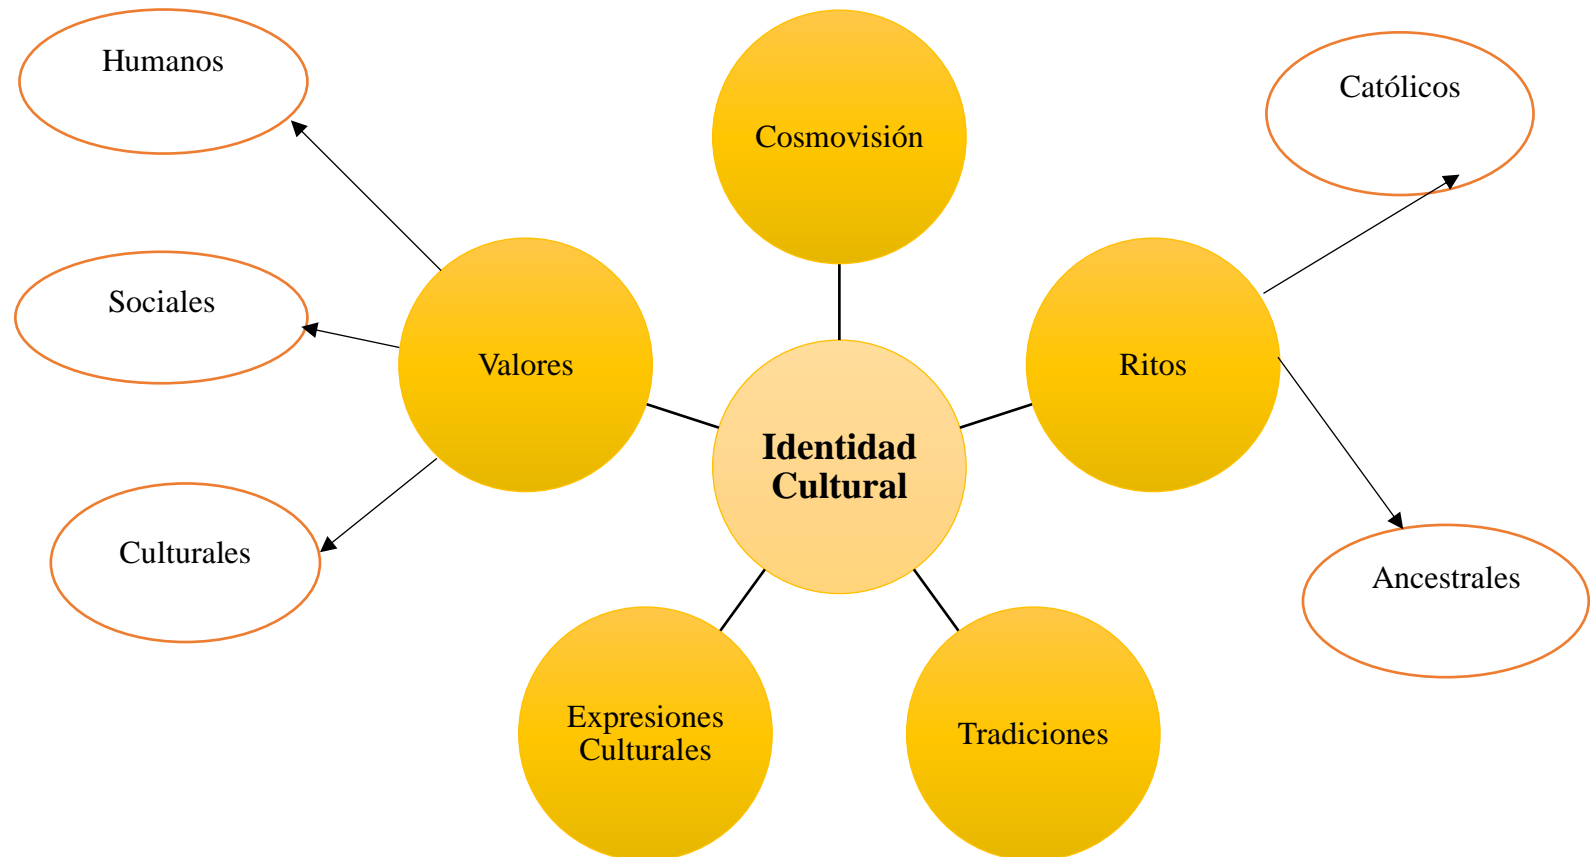 Humanos
Cosmovisión
Católicos
Sociales
Valores
Ritos
Identidad
Cultural
Culturales
Ancestrales
Expresiones
Culturales
Tradiciones